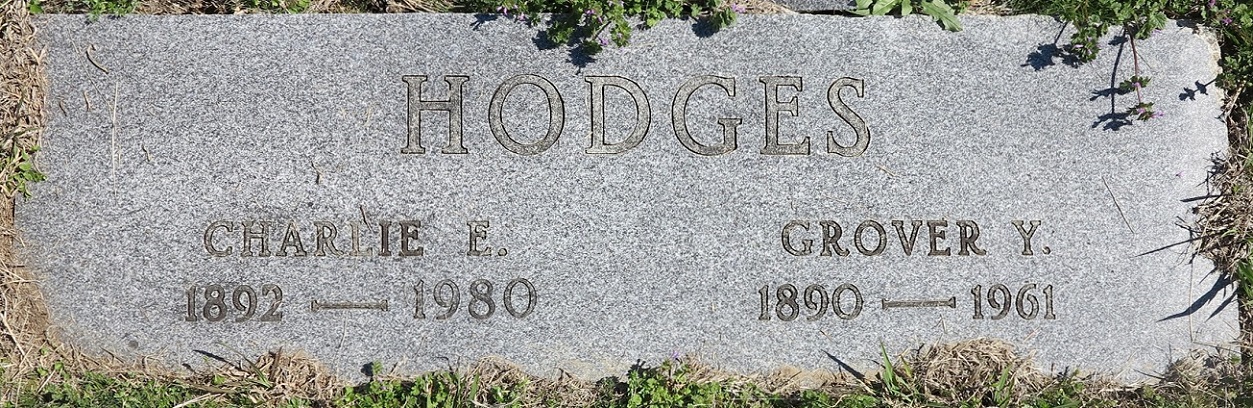 HODGES
CHARLIE E.
1892 — 1980
GROVER Y.
1890 — 1961